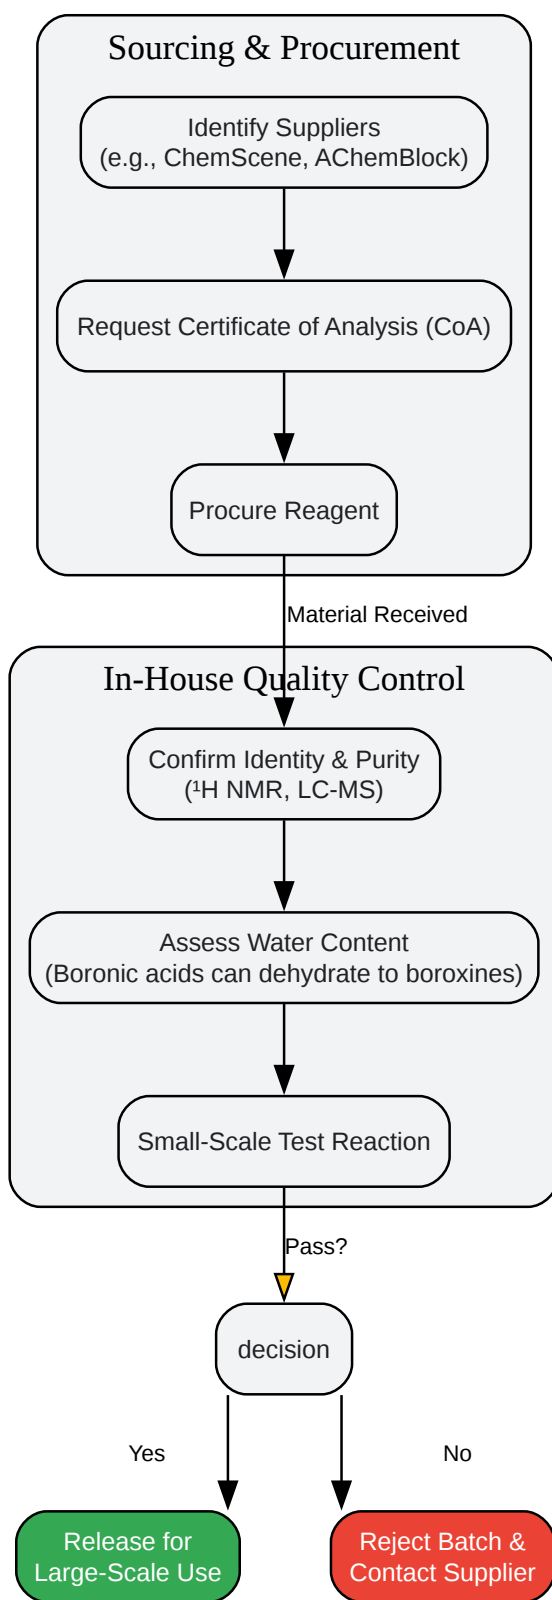 Sourcing & Procurement
Identify Suppliers
(e.g., ChemScene, AChemBlock)
Request Certificate of Analysis (CoA)
Procure Reagent
Material Received
In-House Quality Control
Confirm Identity & Purity
(¹H NMR, LC-MS)
Assess Water Content
(Boronic acids can dehydrate to boroxines)
Small-Scale Test Reaction
Pass?
decision
Yes
No
Release for
Large-Scale Use
Reject Batch &
Contact Supplier